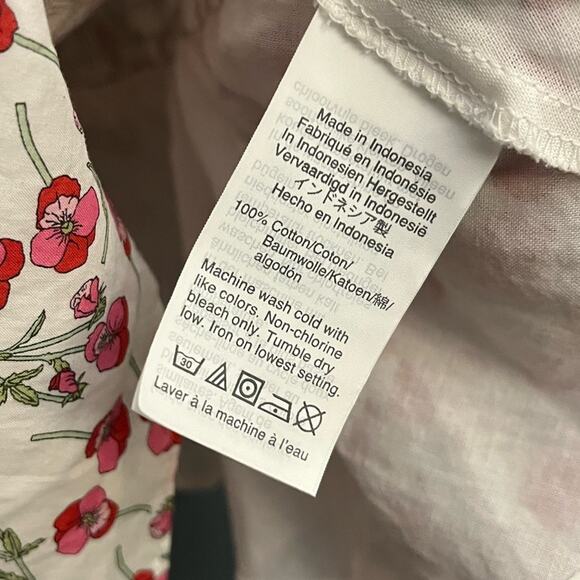 Made in Indonesia
Fabriqué en Indonésie
In Indonesien Hergestellt
Vervaardigd in Indonesië
インドネシア製
Hecho en Indonesia
100% Cotton/Coton/
Baumwolle/Katoen/綿/
algodón
Machine wash cold with
like colors. Non-chlorine
bleach only. Tumble dry
low. Iron on lowest setting.
30
Laver à la machine à l'eau